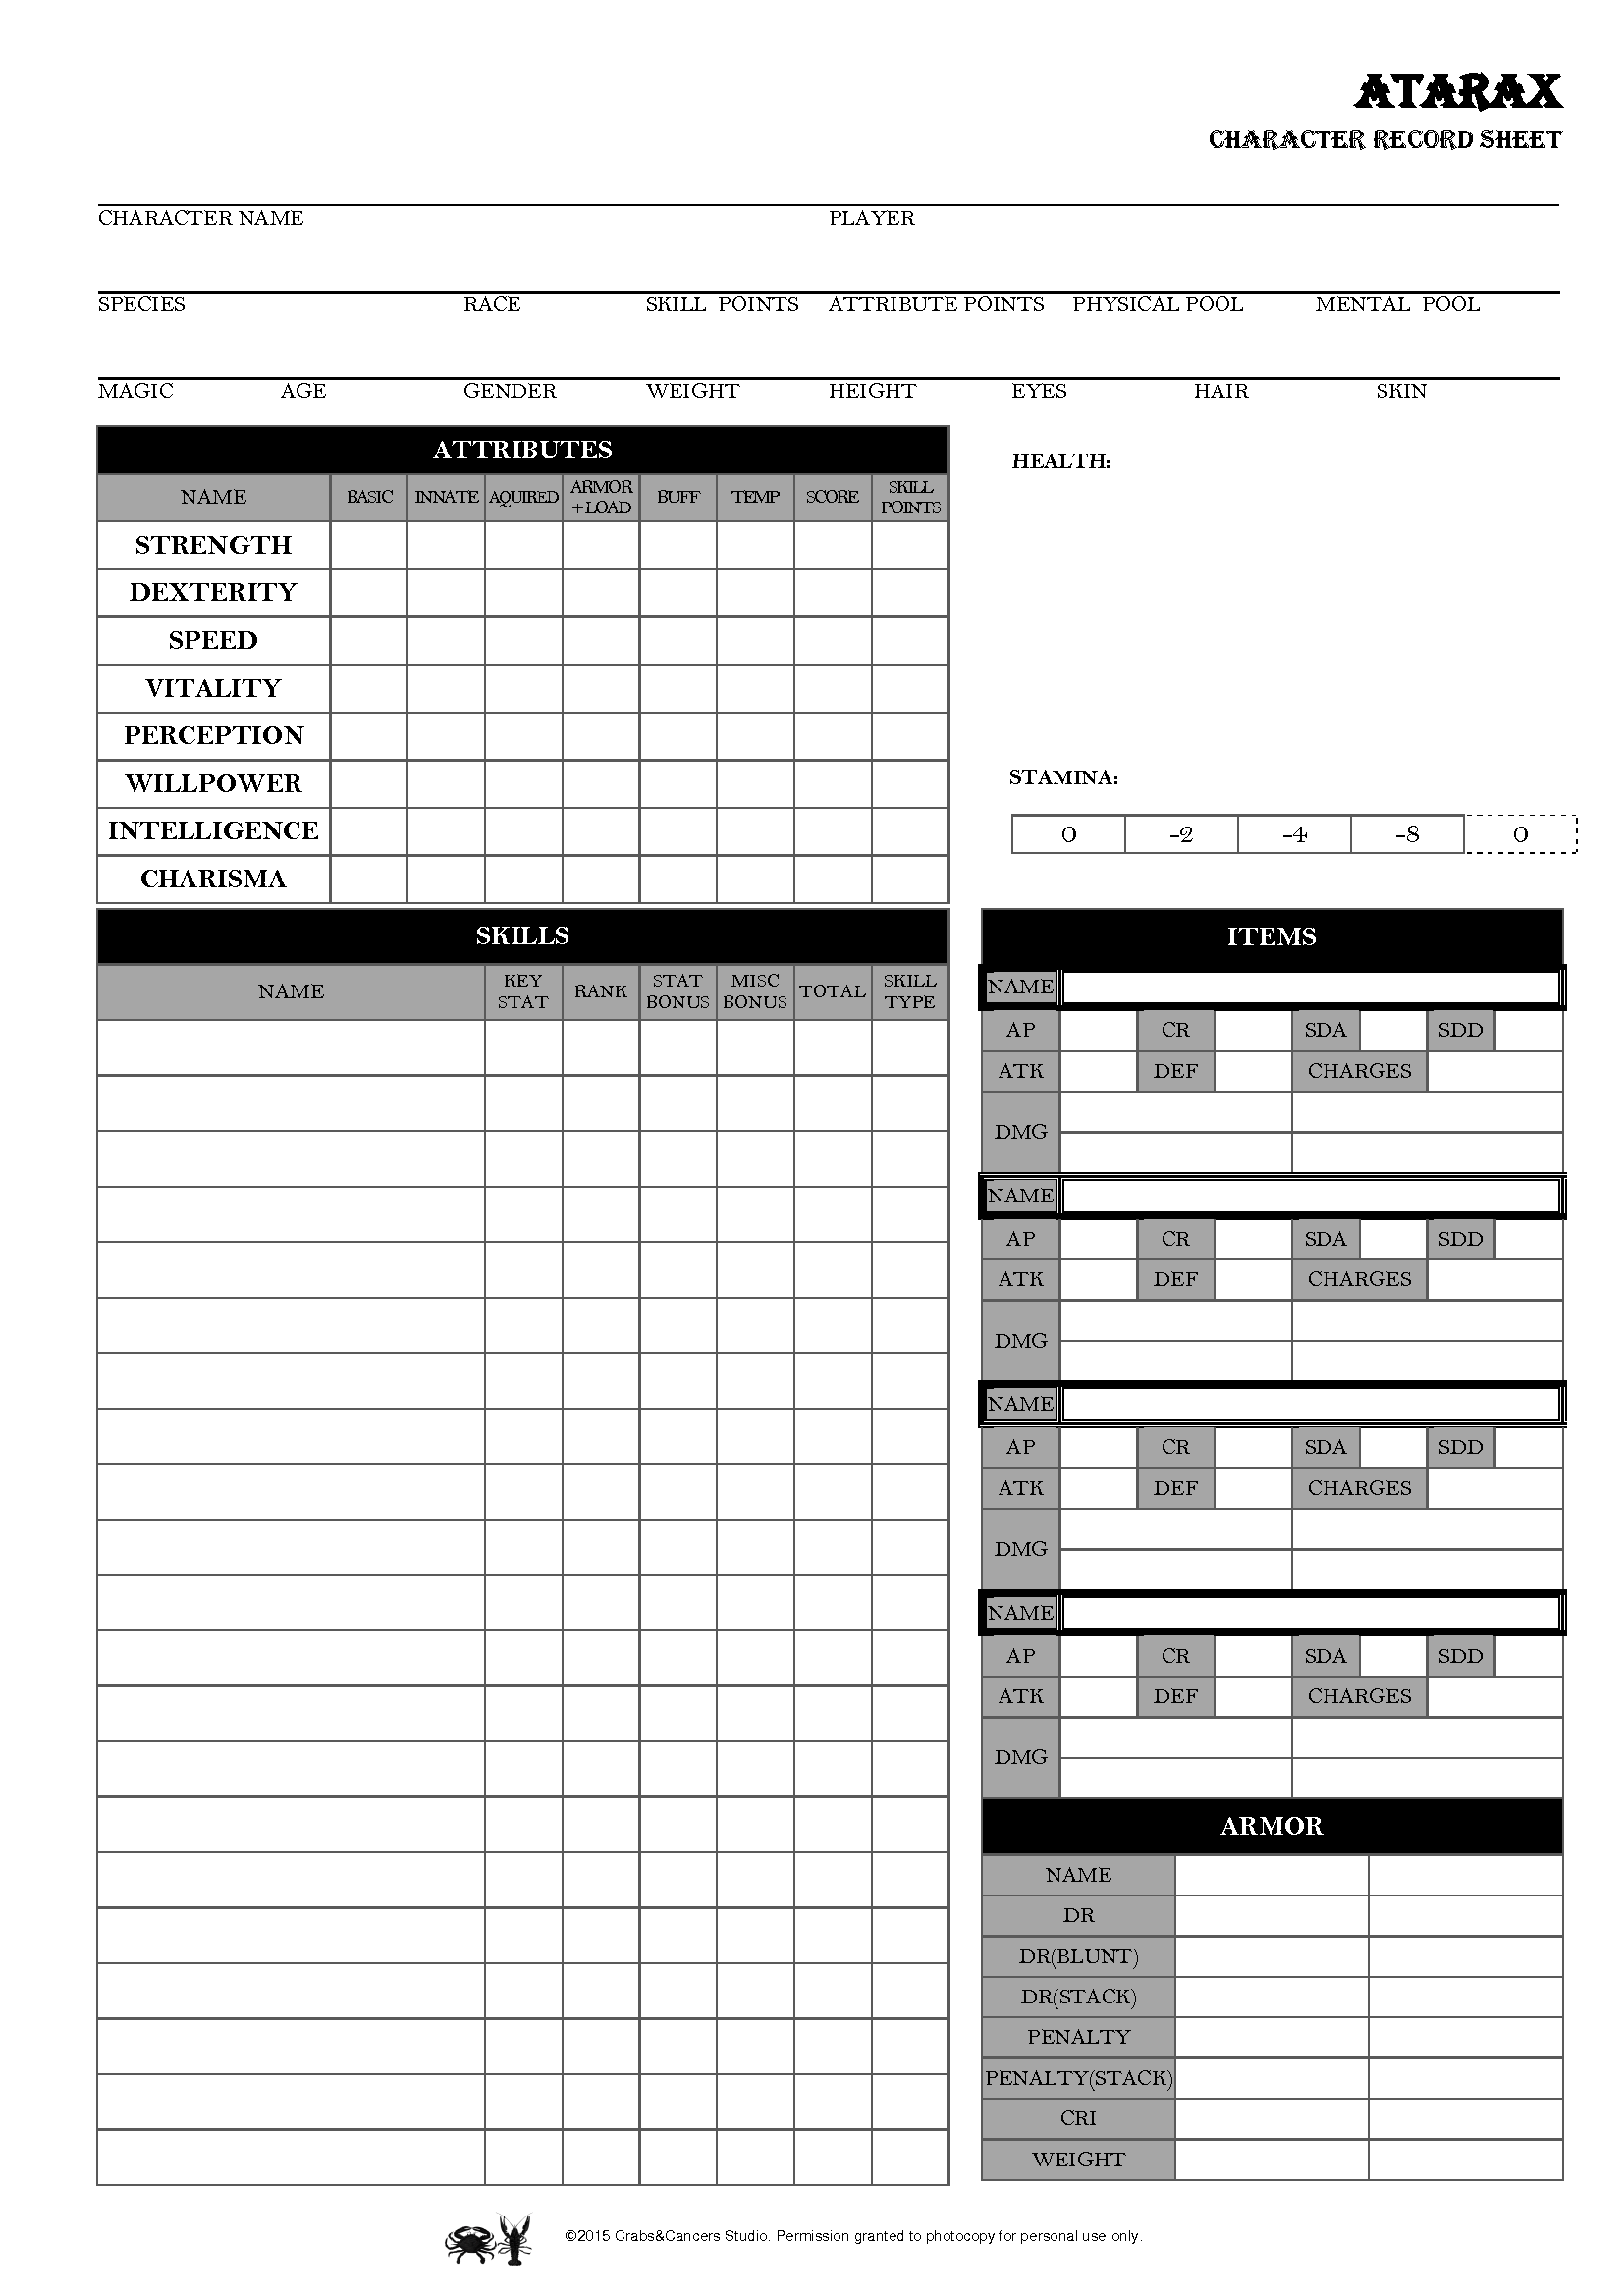 ATARAX
CHARACTER RECORD SHEET
CHARACTER NAME PLAYER
SPECIES RACE SKILL POINTS ATTRIBUTE POINTS PHYSICAL POOL MENTAL POOL
MAGIC AGE GENDER WEIGHT HEIGHT EYES HAIR SKIN
ATTRIBUTES
NAME BASIC INNATE AQUIRED ARMOR +LOAD BUFF TEMP SCORE SKILL POINTS
STRENGTH
DEXTERITY
SPEED
VITALITY
PERCEPTION
WILLPOWER
INTELLIGENCE
CHARISMA
HEALTH:
STAMINA:
0 -2 -4 -8 0
SKILLS
NAME KEY STAT RANK STAT BONUS MISC BONUS TOTAL SKILL TYPE
ITEMS
NAME
AP CR SDA SDD
ATK DEF CHARGES
DMG
NAME
AP CR SDA SDD
ATK DEF CHARGES
DMG
NAME
AP CR SDA SDD
ATK DEF CHARGES
DMG
NAME
AP CR SDA SDD
ATK DEF CHARGES
DMG
ARMOR
NAME
DR
DR(BLUNT)
DR(STACK)
PENALTY
PENALTY(STACK)
CRI
WEIGHT
©2015 Crabs&Cancers Studio. Permission granted to photocopy for personal use only.